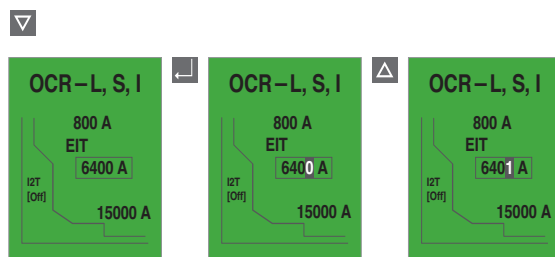 OCR–L, S, I
800 A
EIT
6400 A
I2T
[Off]
15000 A
OCR–L, S, I
800 A
EIT
6400 A
I2T
[Off]
15000 A
OCR–L, S, I
800 A
EIT
6401 A
I2T
[Off]
15000 A